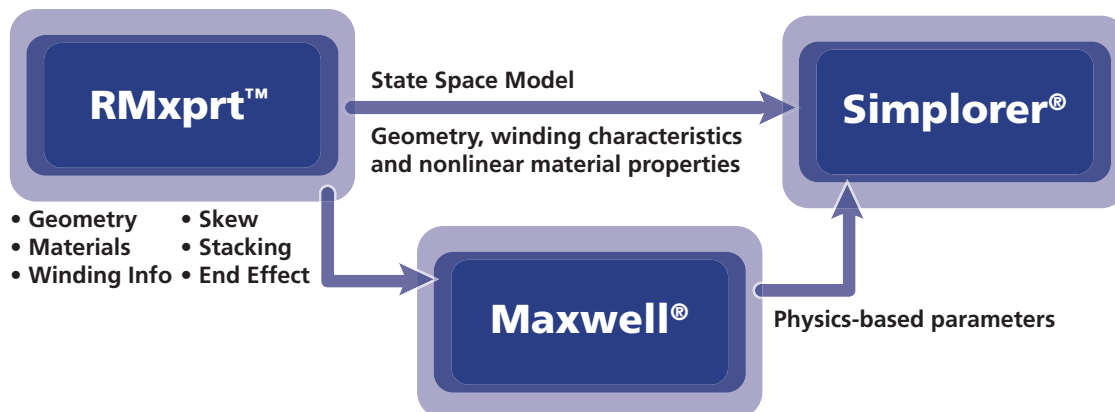 RMxprt™
State Space Model
Geometry, winding characteristics
and nonlinear material properties
Simplorer®
• Geometry • Skew
• Materials • Stacking
• Winding Info • End Effect
Maxwell®
Physics-based parameters